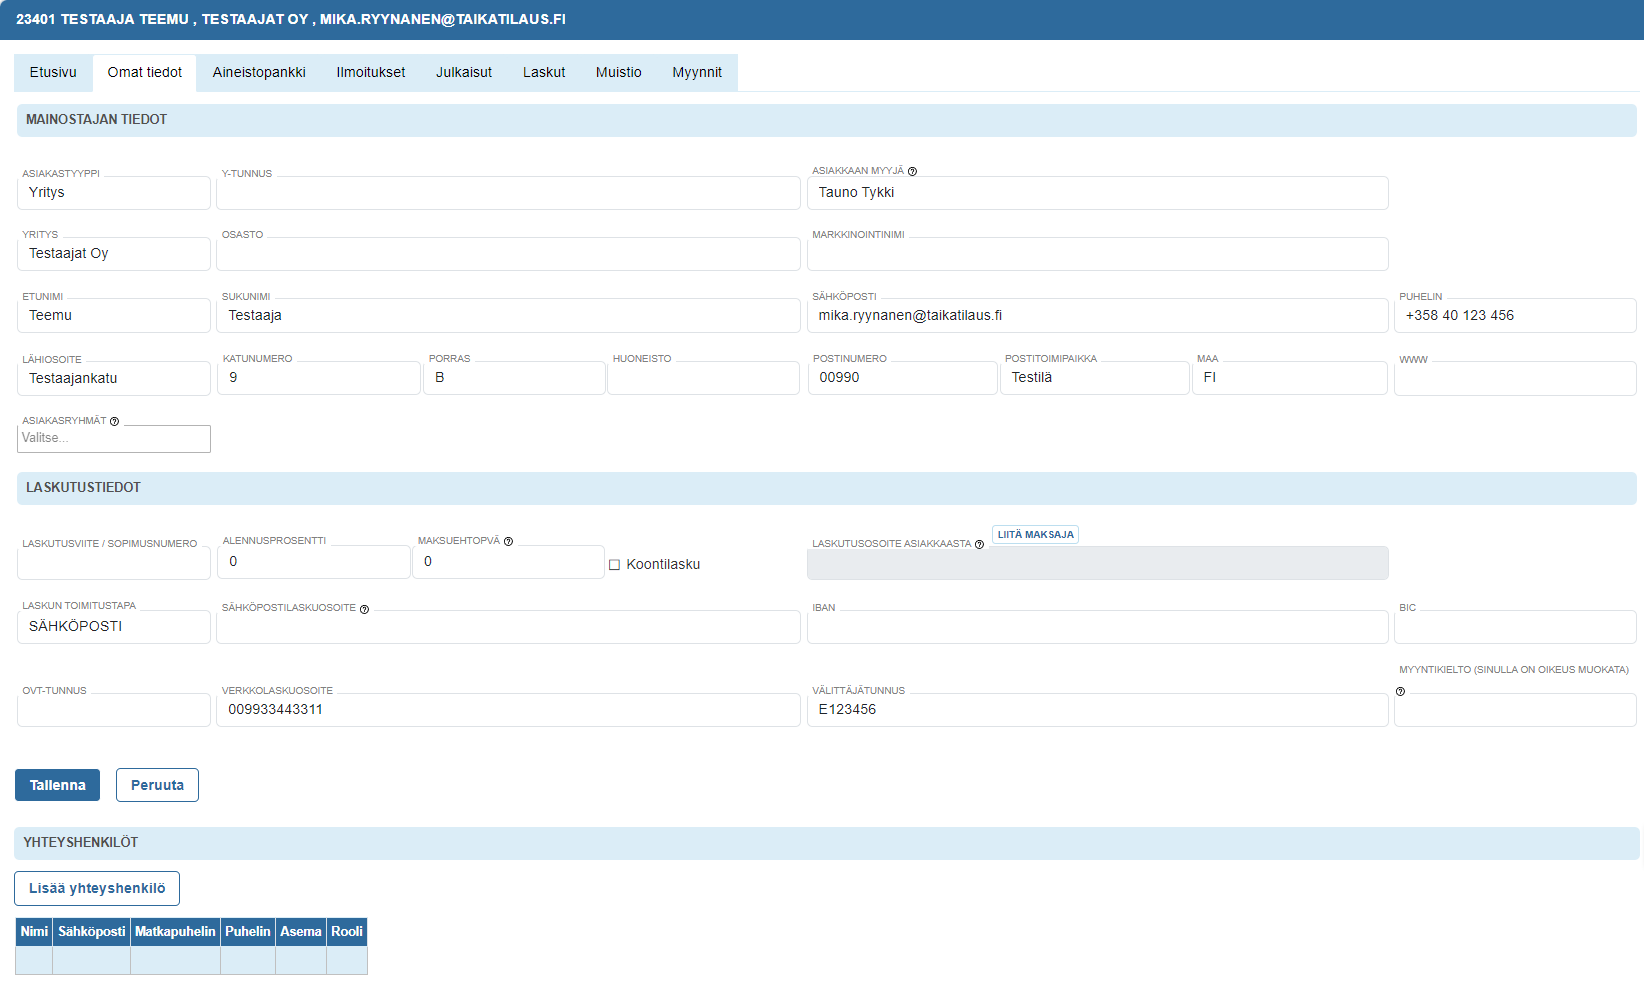 23401 TESTAAJA TEEMU , TESTAAJAT OY , MIKA.RYYNANEN@TAIKATILAUS.FI
Etusivu Omat tiedot Aineistopankki Ilmoitukset Julkaisut Laskut Muistio Myynnit
MAINOSTAJAN TIEDOT
ASIAKASTYYPPI Y-TUNNUS ASIAKKAAN MYYJÄ
Yritys Tauno Tykki
YRITYS OSASTO MARKKINOINTINIMI
Testaajat Oy
ETUNIMI SUKUNIMI SÄHKÖPOSTI PUHELIN
Teemu Testaaja mika.ryynanen@taikatilaus.fi +358 40 123 456
LÄHIOSOITE KATUNUMERO PORRAS HUONEISTO POSTINUMERO POSTITOIMIPAIKKA MAA WWW
Testaajankatu 9 B 00990 Testilä FI
ASIAKASRYHMÄT
Valitse...
LASKUTUSTIEDOT
LASKUTUSVIITE / SOPIMUSNUMERO ALENNUSPROSENTTI MAKSUEHTOPVÄ LASKUTUSOSOITE ASIAKKAASTA LIITÄ MAKSAJA
0 0 Koontilasku
LASKUN TOIMITUSTAPA SÄHKÖPOSTILASKUOSOITE IBAN BIC
SÄHKÖPOSTI
MYYNTIKIELTO (SINULLA ON OIKEUS MUOKATA)
OVT-TUNNUS VERKKOLASKUOSOITE VÄLITTÄJÄTUNNUS
009933443311 E123456
Tallenna Peruuta
YHTEYSHENKILÖT
Lisää yhteyshenkilö
Nimi Sähköposti Matkapuhelin Puhelin Asema Rooli